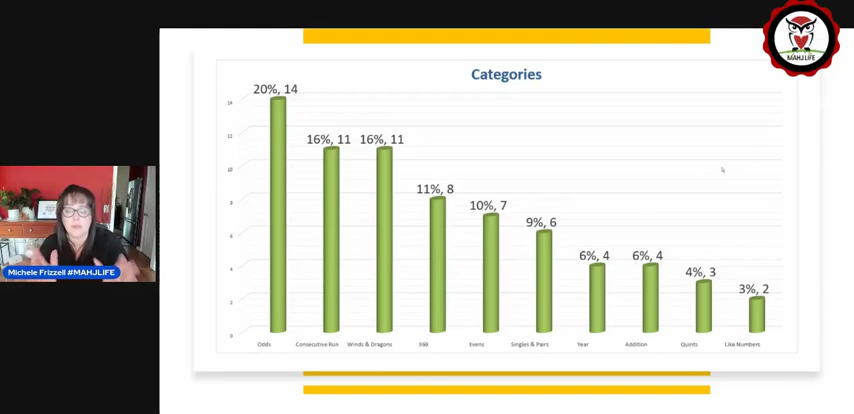 MAHJ LIFE
Categories
20%, 14
16%, 11
16%, 11
11%, 8
10%, 7
9%, 6
6%, 4
6%, 4
4%, 3
3%, 2
14
12
10
8
6
4
2
0
Odds
Consecutive Run
Winds & Dragons
369
Evens
Singles & Pairs
Year
Addition
Quints
Like Numbers
Michele Frizzell #MAHJLIFE